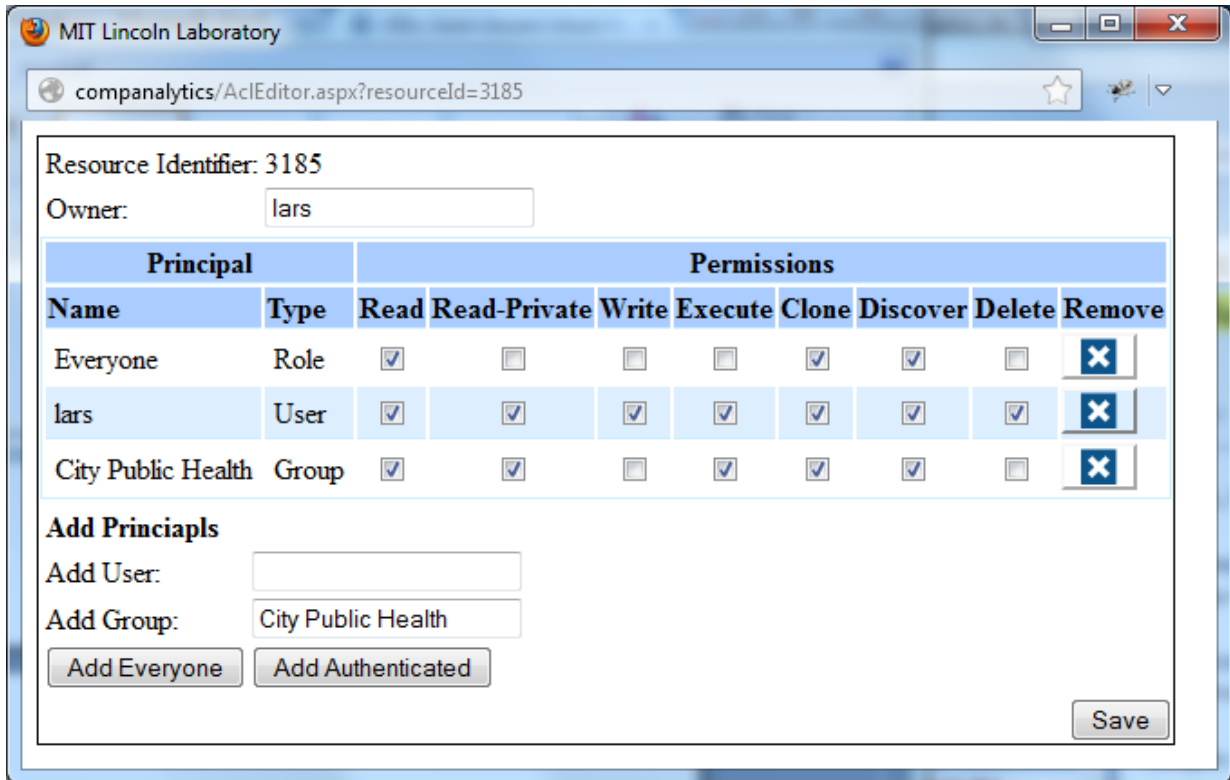 MIT Lincoln Laboratory
companalytics/AclEditor.aspx?resourceId=3185
Resource Identifier: 3185
Owner: lars
Principal Permissions
Name Type Read Read-Private Write Execute Clone Discover Delete Remove
Everyone Role
lars User
City Public Health Group
Add Princiapls
Add User:
Add Group: City Public Health
Add Everyone Add Authenticated
Save